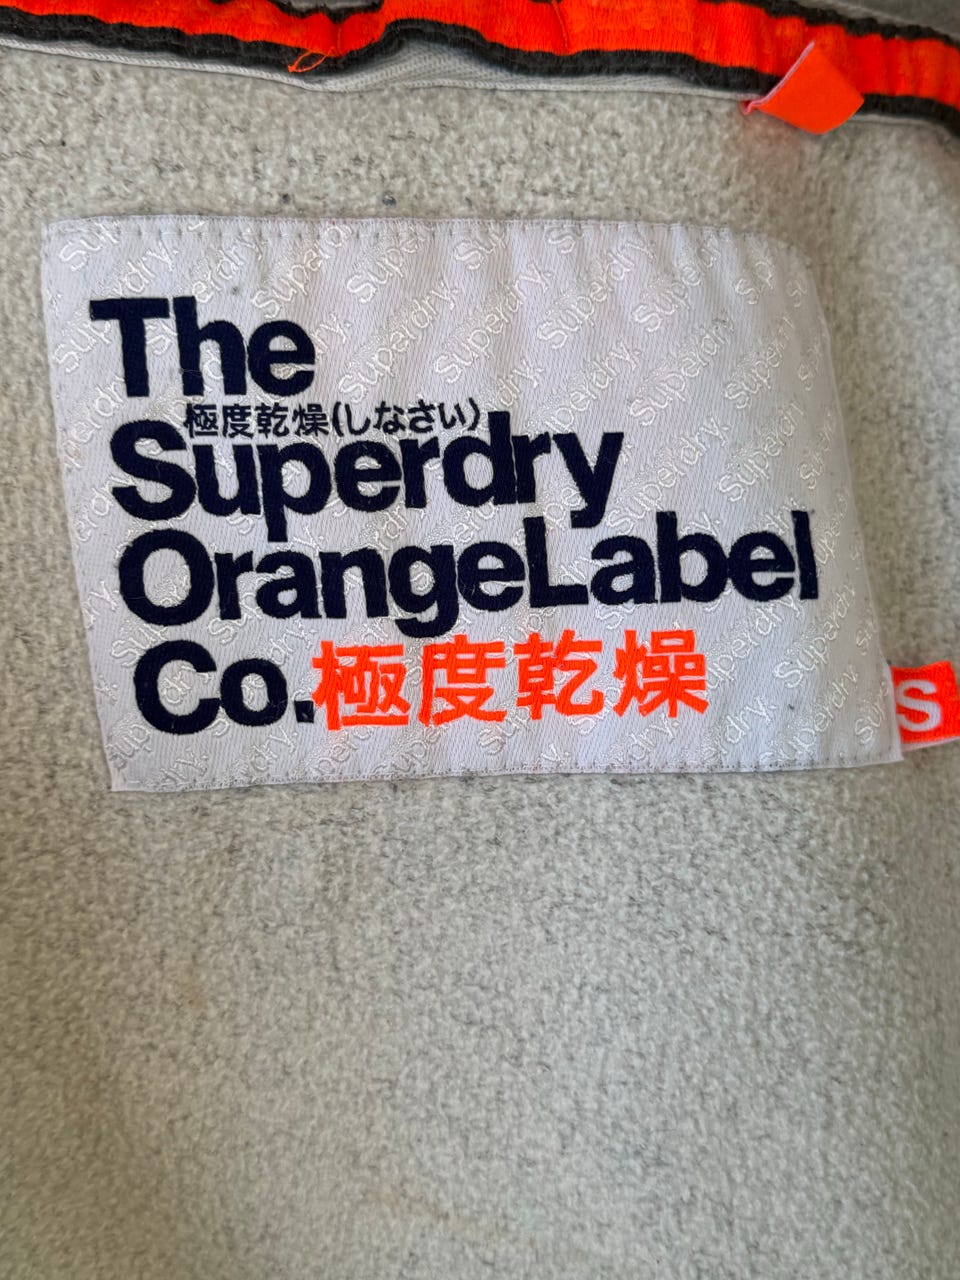 The
極度乾燥(しなさい)
Superdry
OrangeLabel
Co.極度乾燥
S